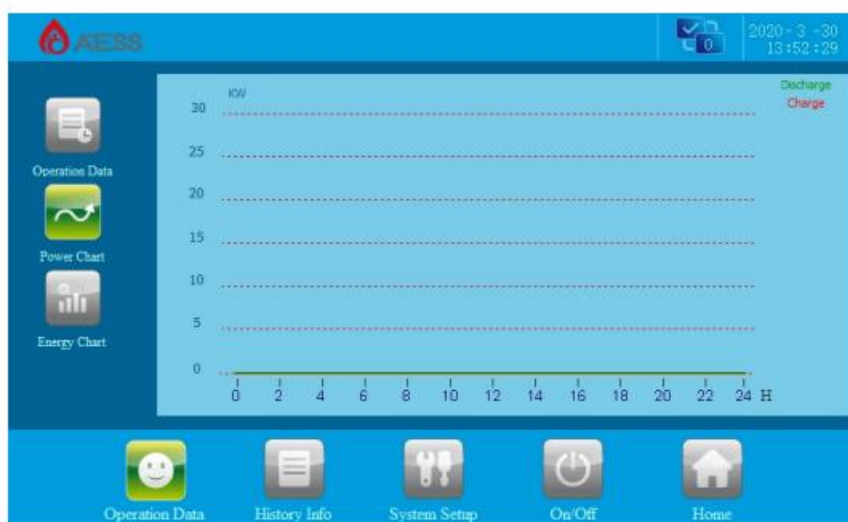 ATESS
0
2020-3-30
13:52:29
Discharge
Charge
KW
30
25
20
15
10
5
0
0 2 4 6 8 10 12 14 16 18 20 22 24 H
Operation Data
Power Chart
Energy Chart
Operation Data
History Info
System Setup
On/Off
Home